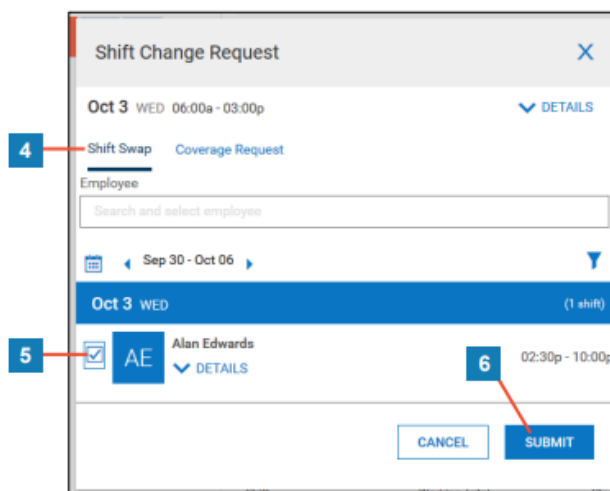 Shift Change Request
Oct 3 WED 06:00a - 03:00p DETAILS
4 Shift Swap Coverage Request
Employee
Search and select employee
Sep 30 - Oct 06
Oct 3 WED (1 shift)
5 AE Alan Edwards
DETAILS
6 02:30p - 10:00p
CANCEL SUBMIT